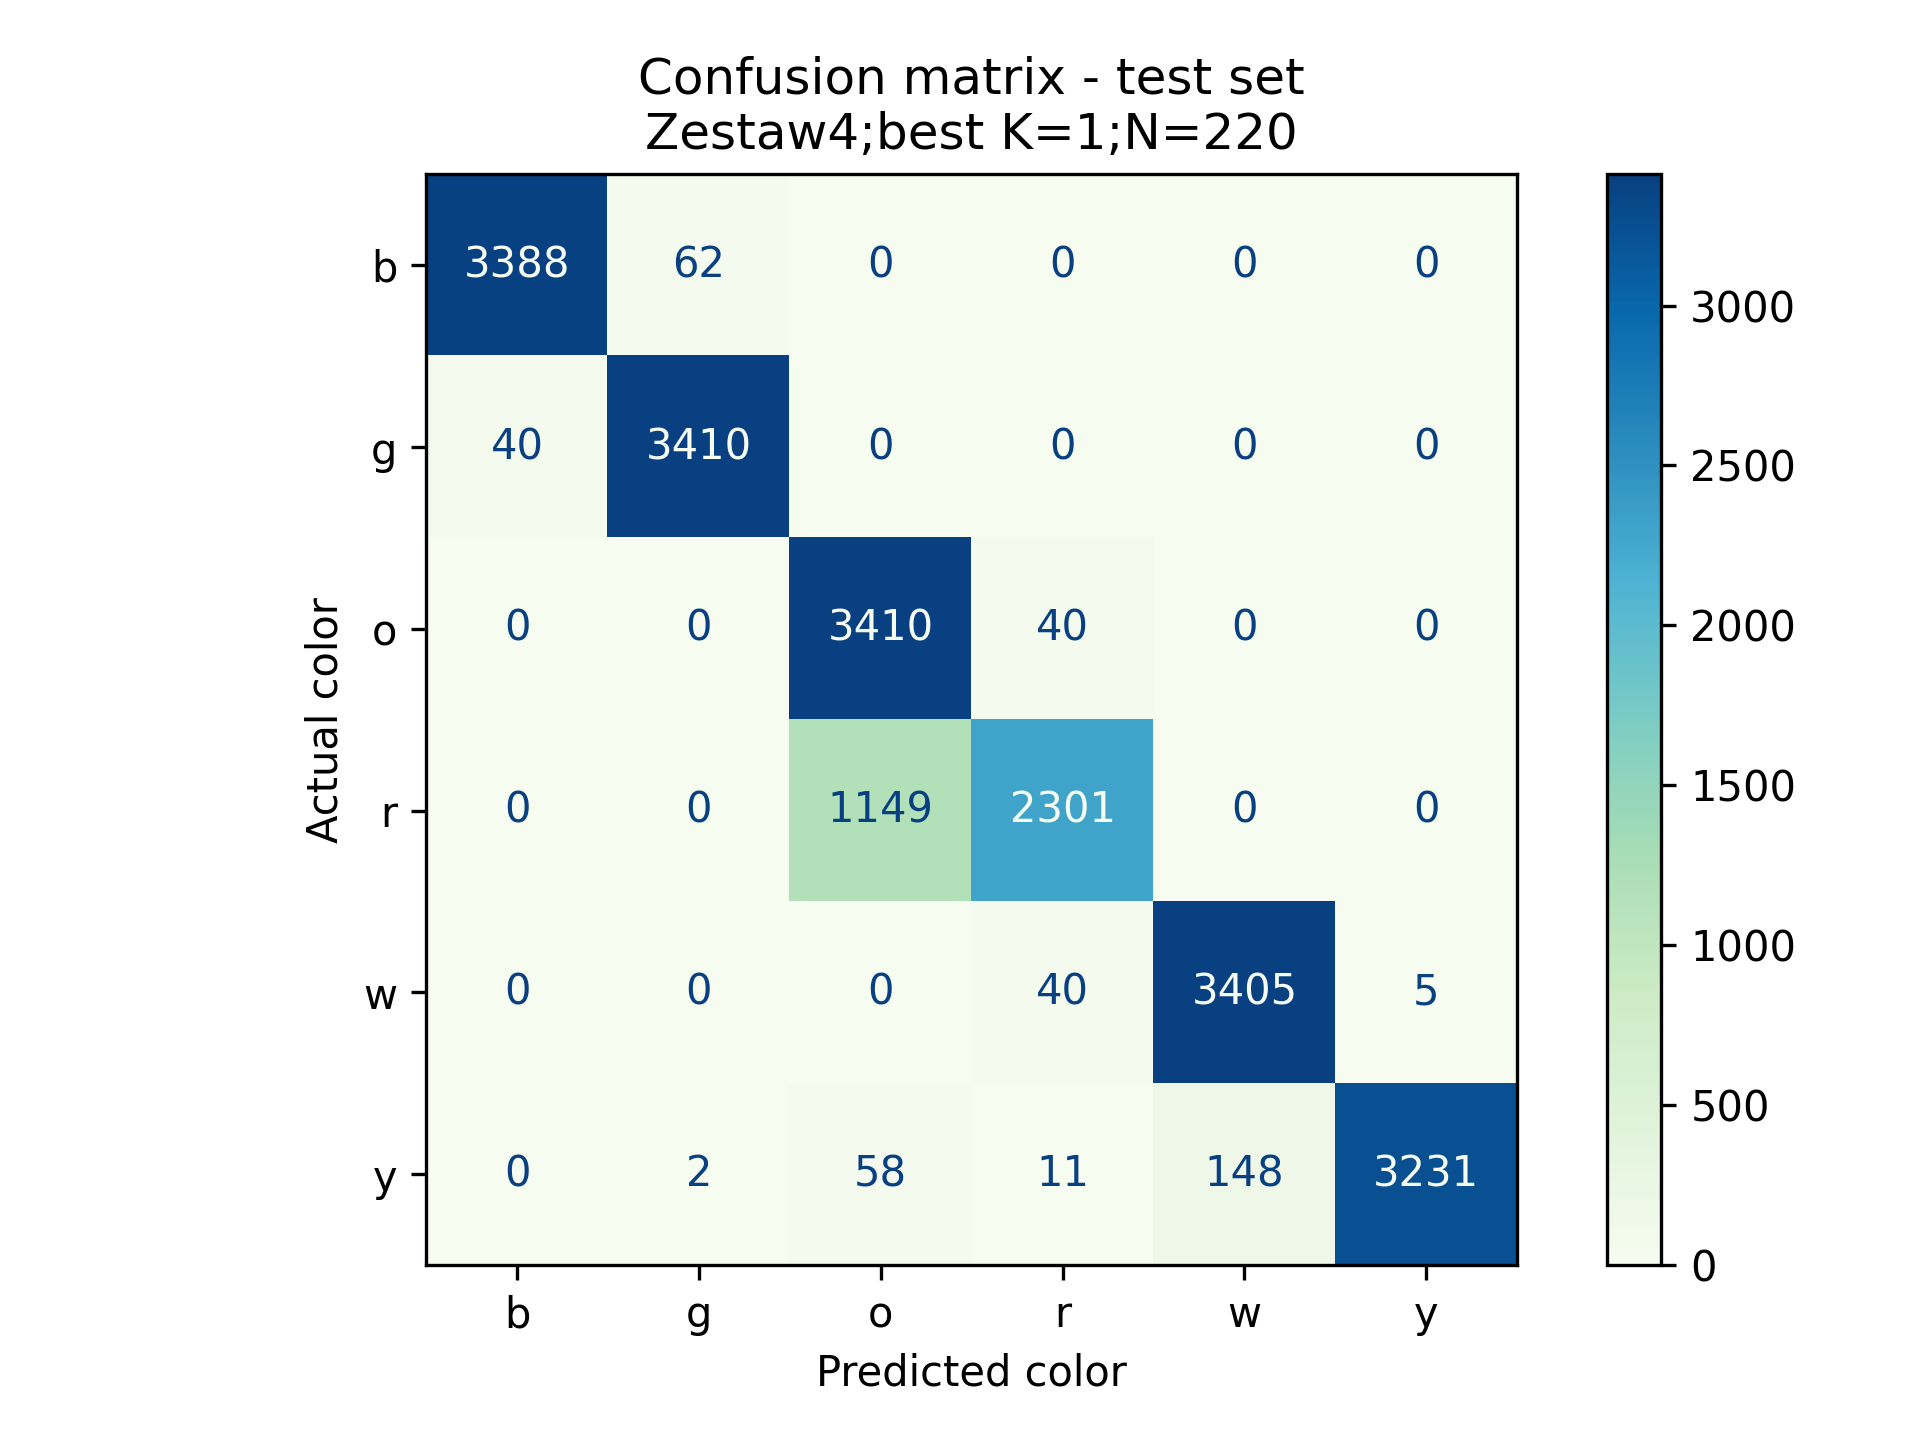 Confusion matrix - test set
Zestaw4;best K=1;N=220
b 3388 62 0 0 0 0
g 40 3410 0 0 0 0
o 0 0 3410 40 0 0
r 0 0 1149 2301 0 0
w 0 0 0 40 3405 5
y 0 2 58 11 148 3231
b g o r w y
Predicted color
Actual color
3000
2500
2000
1500
1000
500
0